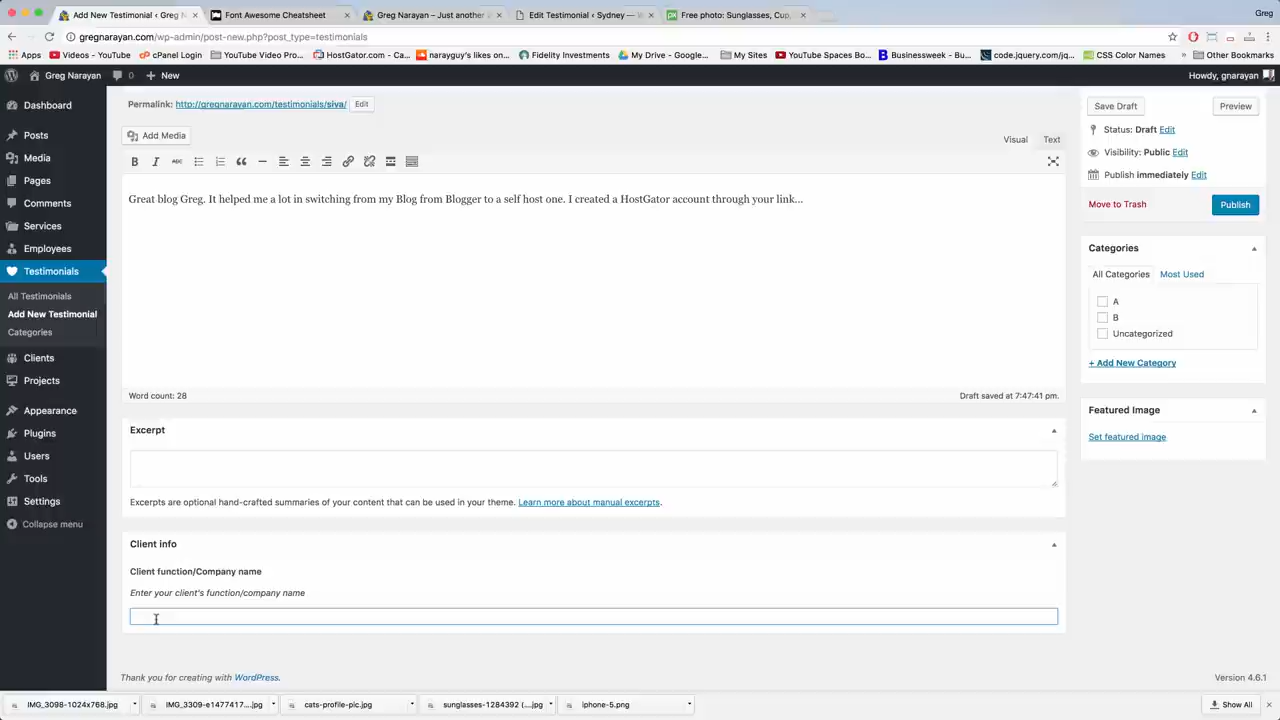 Add New Testimonial ‹ Greg N
Font Awesome Cheatsheet
Greg Narayan – Just another W
Edit Testimonial ‹ Sydney — W
Free photo: Sunglasses, Cup,
Greg
gregnarayan.com/wp-admin/post-new.php?post_type=testimonials
Apps
Videos - YouTube
cPanel Login
YouTube Video Pro...
HostGator.com - Ca...
narayguy's likes on...
Fidelity Investments
My Drive - Google...
My Sites
YouTube Spaces Bo...
Businessweek - Bu...
code.jquery.com/jq...
CSS Color Names
»
Other Bookmarks
Greg Narayan
0
New
Howdy, gnarayan
Dashboard
Posts
Media
Pages
Comments
Services
Employees
Testimonials
All Testimonials
Add New Testimonial
Categories
Clients
Projects
Appearance
Plugins
Users
Tools
Settings
Collapse menu
Permalink: http://gregnarayan.com/testimonials/siva/ Edit
Add Media
Visual Text
B I ABC
Great blog Greg. It helped me a lot in switching from my Blog from Blogger to a self host one. I created a HostGator account through your link...
Word count: 28
Draft saved at 7:47:41 pm.
Excerpt
Excerpts are optional hand-crafted summaries of your content that can be used in your theme. Learn more about manual excerpts.
Client info
Client function/Company name
Enter your client's function/company name
Save Draft
Preview
Status: Draft Edit
Visibility: Public Edit
Publish immediately Edit
Move to Trash
Publish
Categories
All Categories
Most Used
A
B
Uncategorized
+ Add New Category
Featured Image
Set featured image
Thank you for creating with WordPress.
Version 4.6.1
IMG_3098-1024x768.jpg
IMG_3309-e1477417....jpg
cats-profile-pic.jpg
sunglasses-1284392 (....jpg
iphone-5.png
Show All